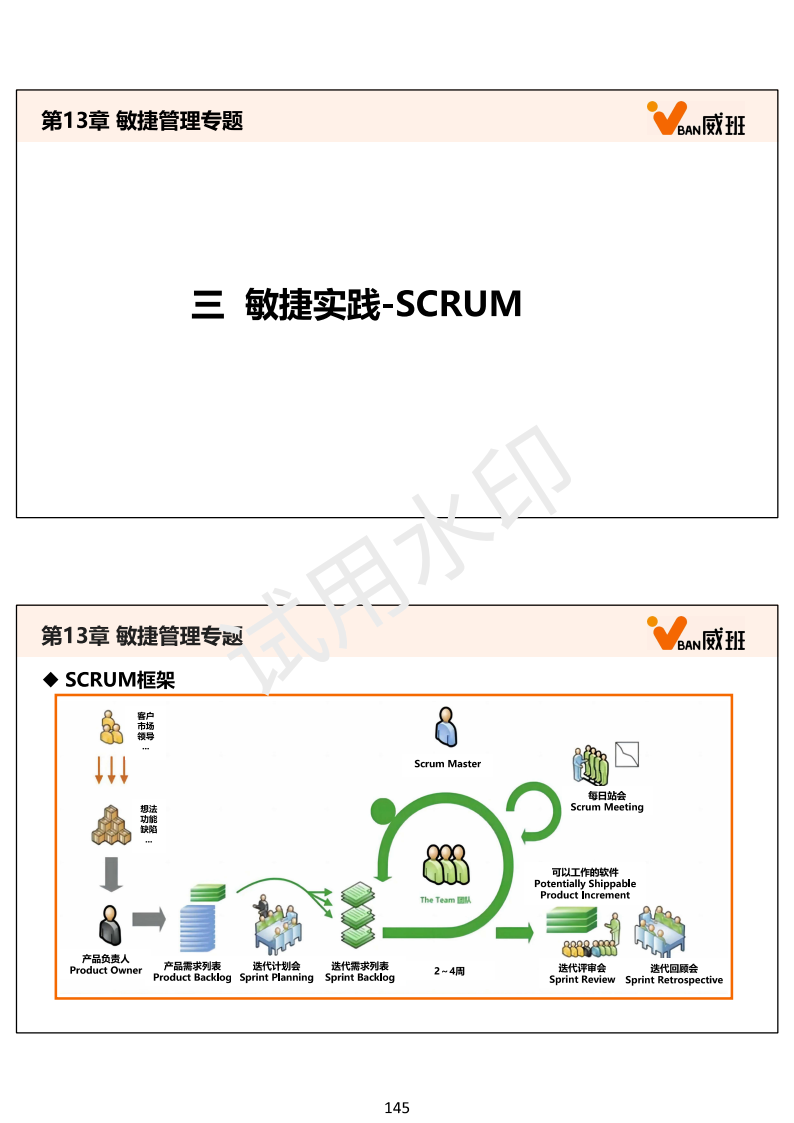 第13章 敏捷管理专题
BAN威班
三 敏捷实践-SCRUM
试用水印
第13章 敏捷管理专题
BAN威班
◆ SCRUM框架
客户
市场
领导
...
Scrum Master
每日站会
Scrum Meeting
想法
功能
缺陷
...
The Team 团队
可以工作的软件
Potentially Shippable
Product Increment
产品负责人
Product Owner
产品需求列表
Product Backlog
迭代计划会
Sprint Planning
迭代需求列表
Sprint Backlog
2~4周
迭代评审会
Sprint Review
迭代回顾会
Sprint Retrospective
145